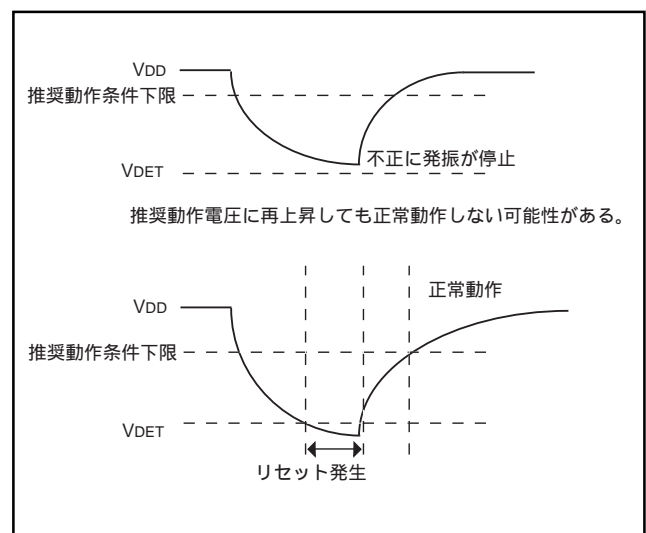 VDD
推奨動作条件下限
不正に発振が停止
VDET
推奨動作電圧に再上昇しても正常動作しない可能性がある。
正常動作
VDD
推奨動作条件下限
VDET
リセット発生